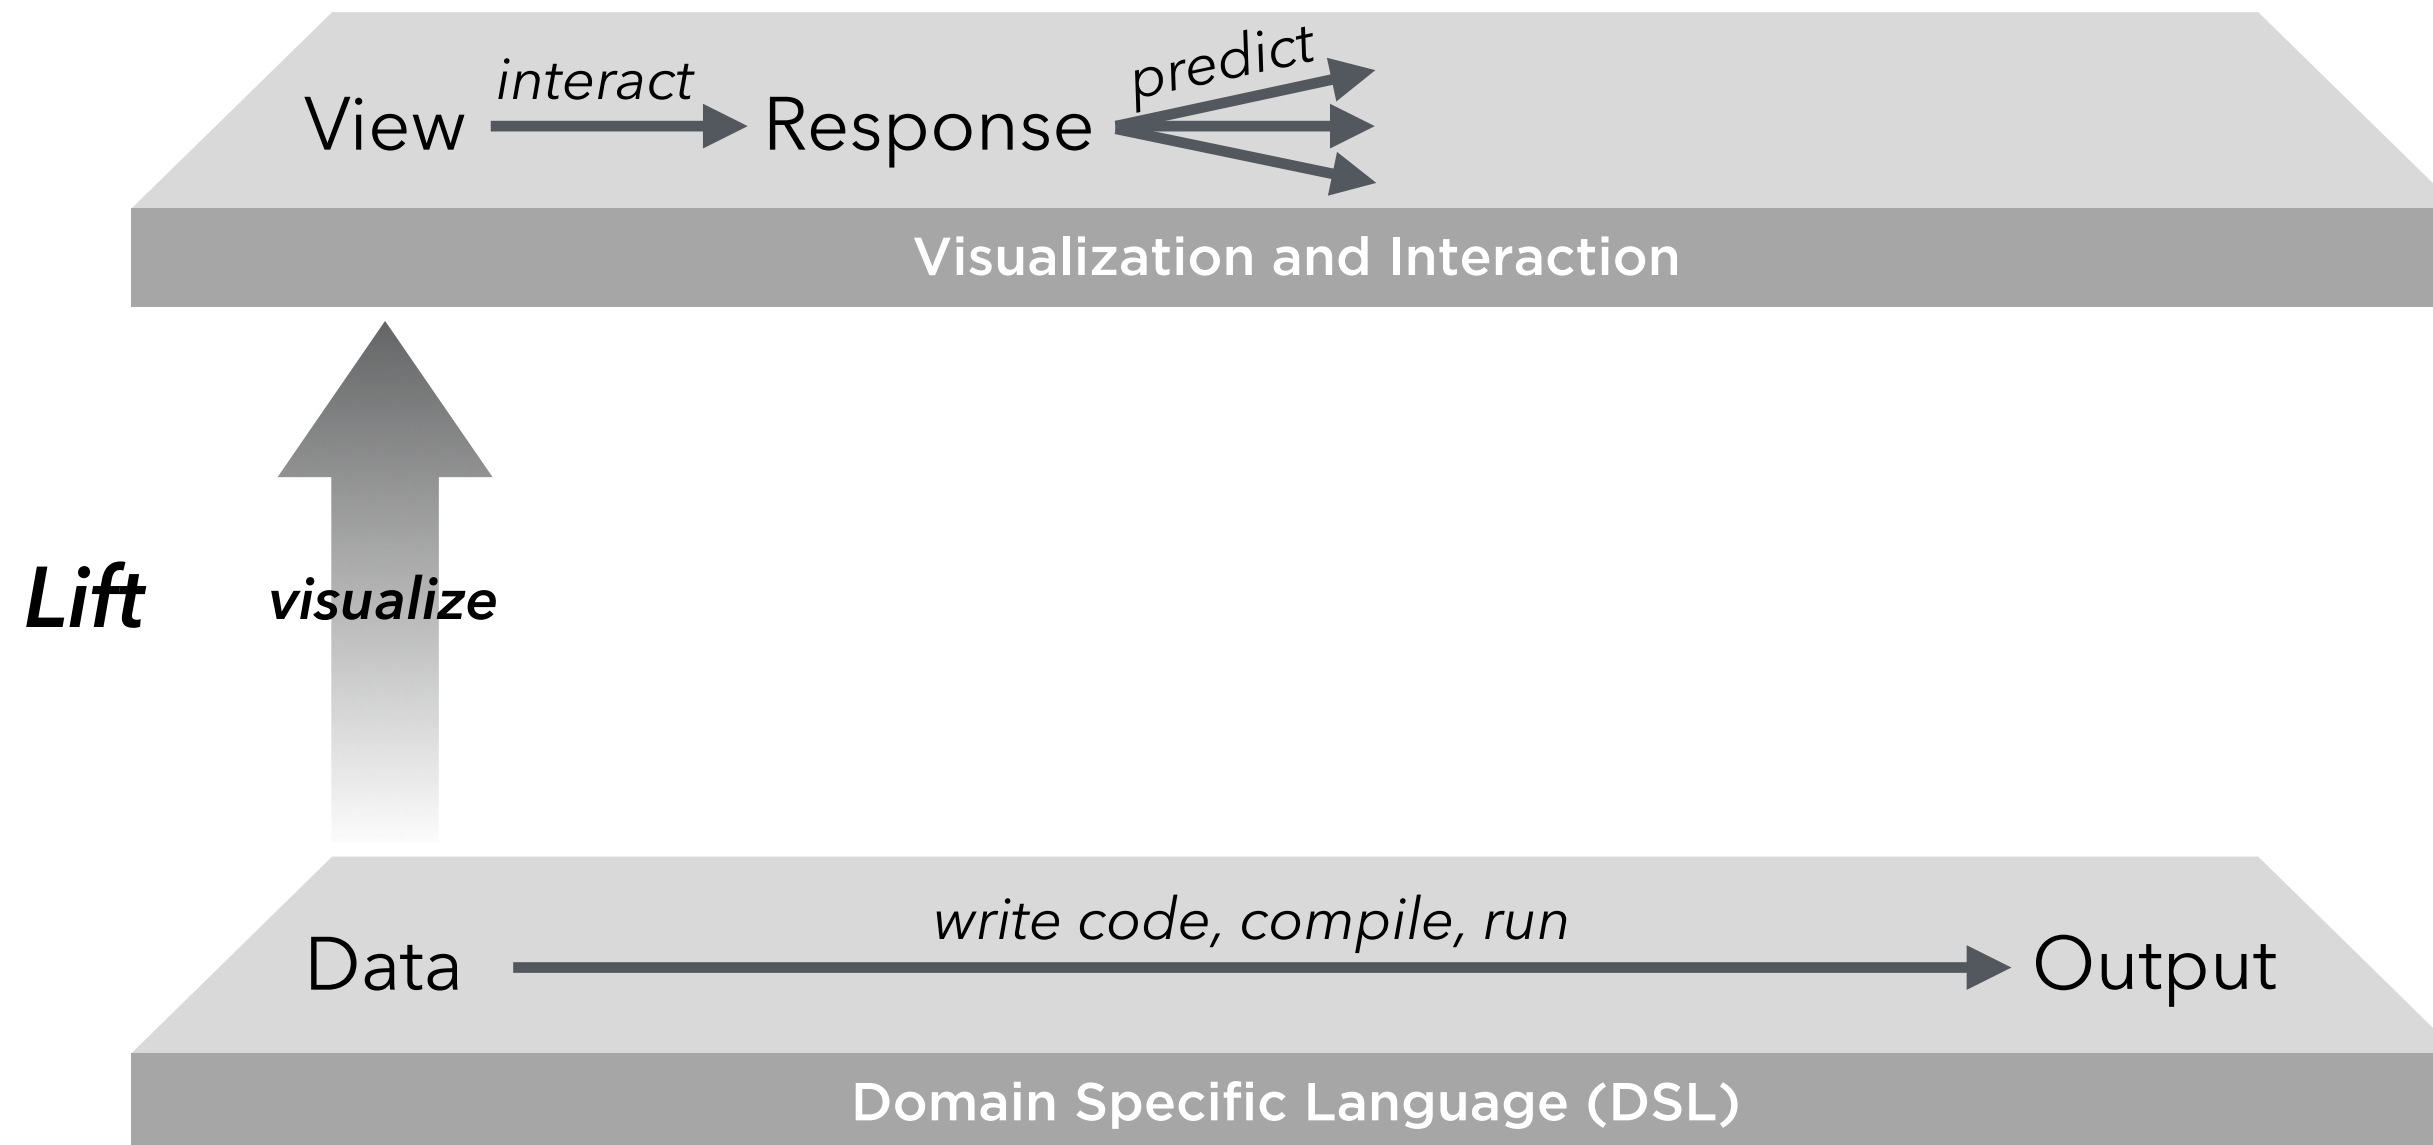 interact
predict
View
Response
Visualization and Interaction
Lift
visualize
write code, compile, run
Data
Output
Domain Specific Language (DSL)